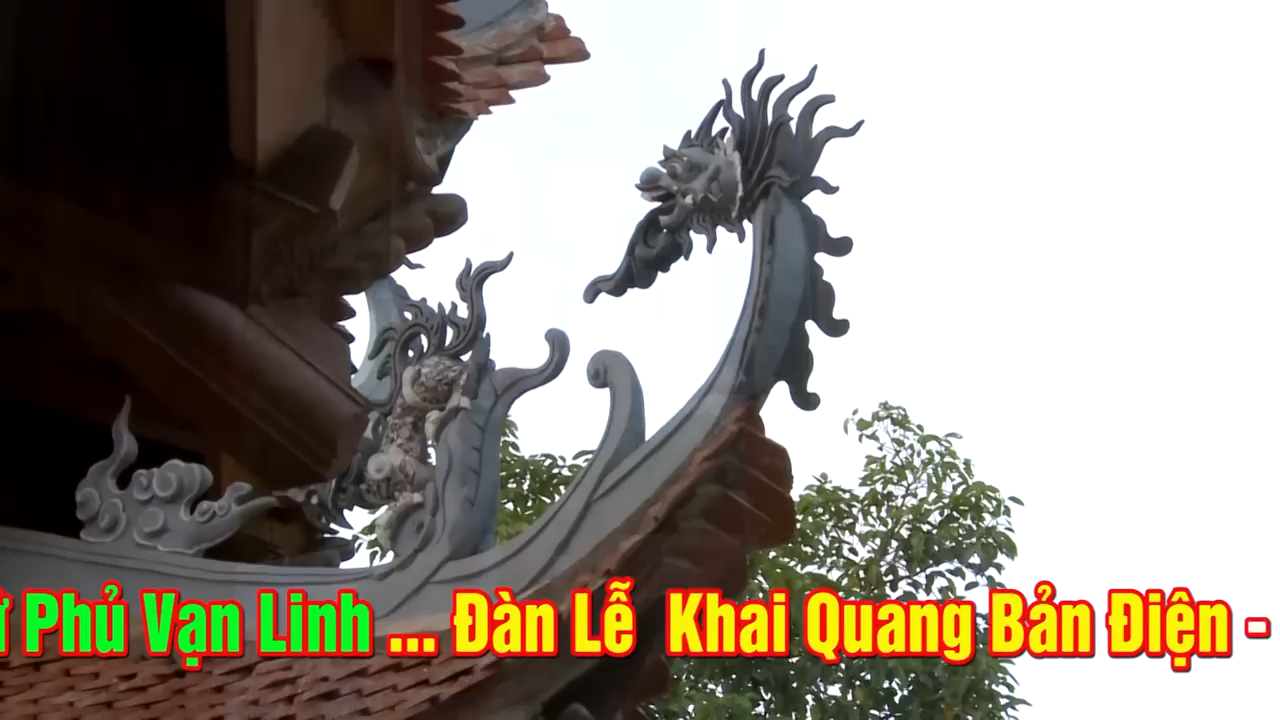 Phủ Vạn Linh ... Đàn Lễ Khai Quang Bản Điện -